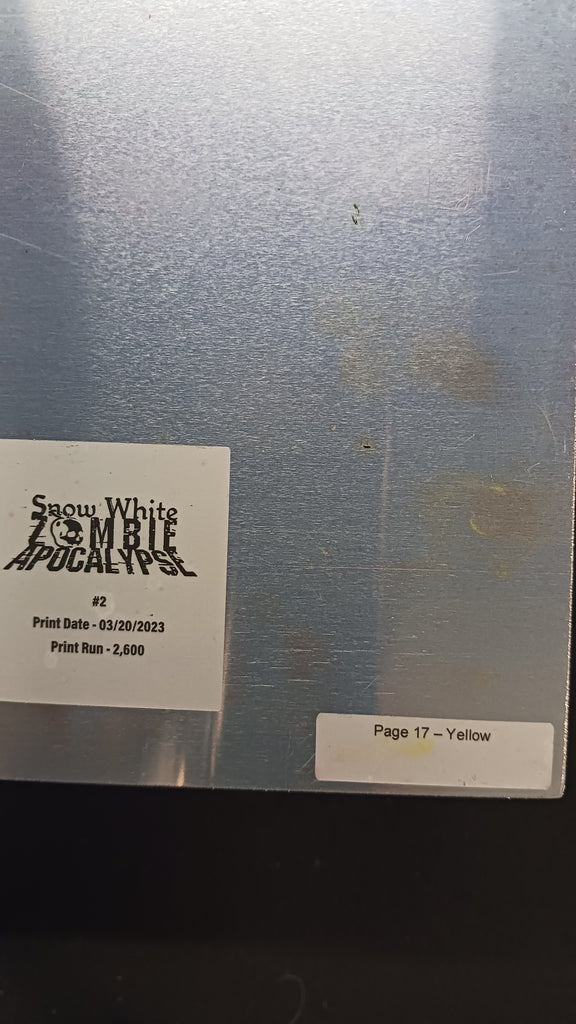 Snow White
ZOMBIE
APOCALYPSE
#2
Print Date - 03/20/2023
Print Run - 2,600
Page 17 – Yellow